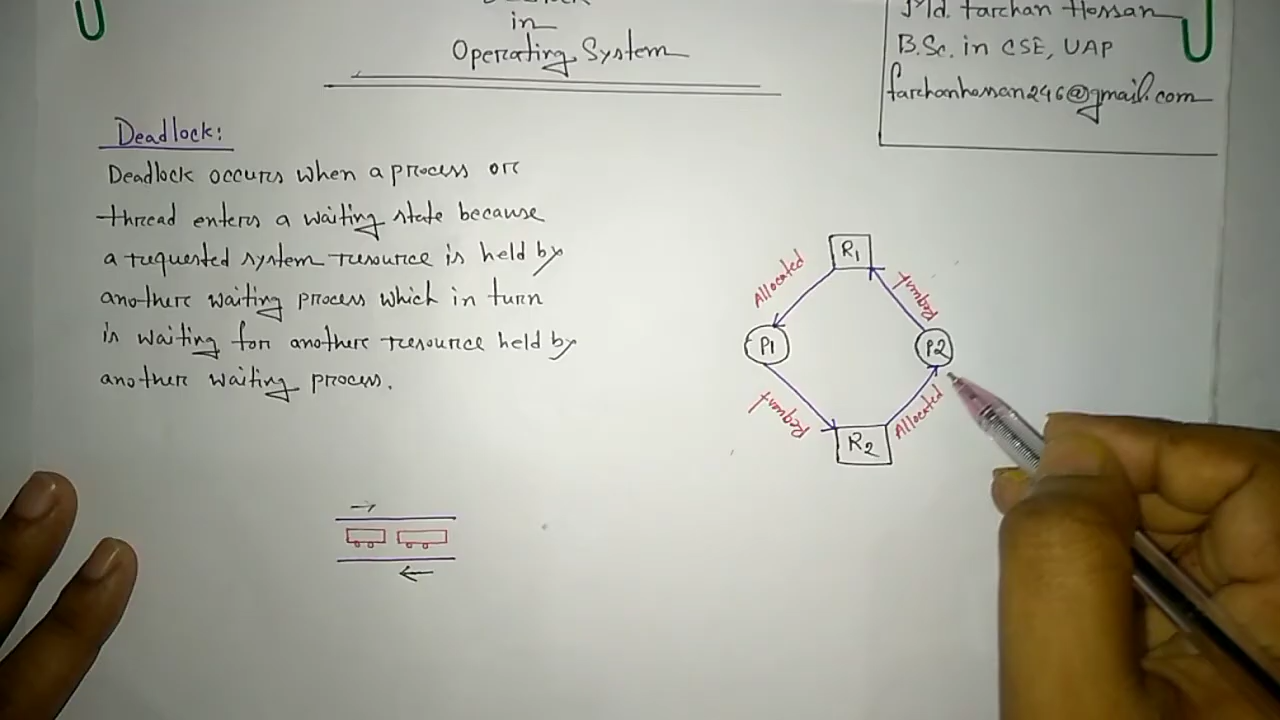 in
Operating System
Md. Farhan Hossan
B.Sc. in CSE, UAP
farhanhossan296@gmail.com
Deadlock:
Deadlock occurs when a process or
thread enters a waiting state because
a requested system resource is held by
another waiting process which in turn
is waiting for another resource held by
another waiting process.
R1
Allocated
Request
P1
P2
Request
Allocated
R2